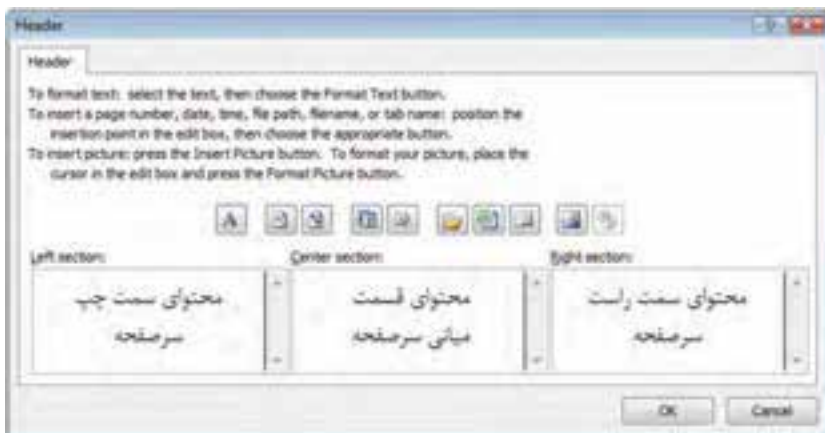 Header
Header
To format text: select the text, then choose the Format Text button.
To insert a page number, date, time, file path, filename, or tab name: position the
insertion point in the edit box, then choose the appropriate button.
To insert picture: press the Insert Picture button. To format your picture, place the
cursor in the edit box and press the Format Picture button.
A
Left section: Center section: Right section:
محتوای سمت چپ
سرصفحه
محتوای قسمت
میانی سرصفحه
محتوای سمت راست
سرصفحه
OK Cancel